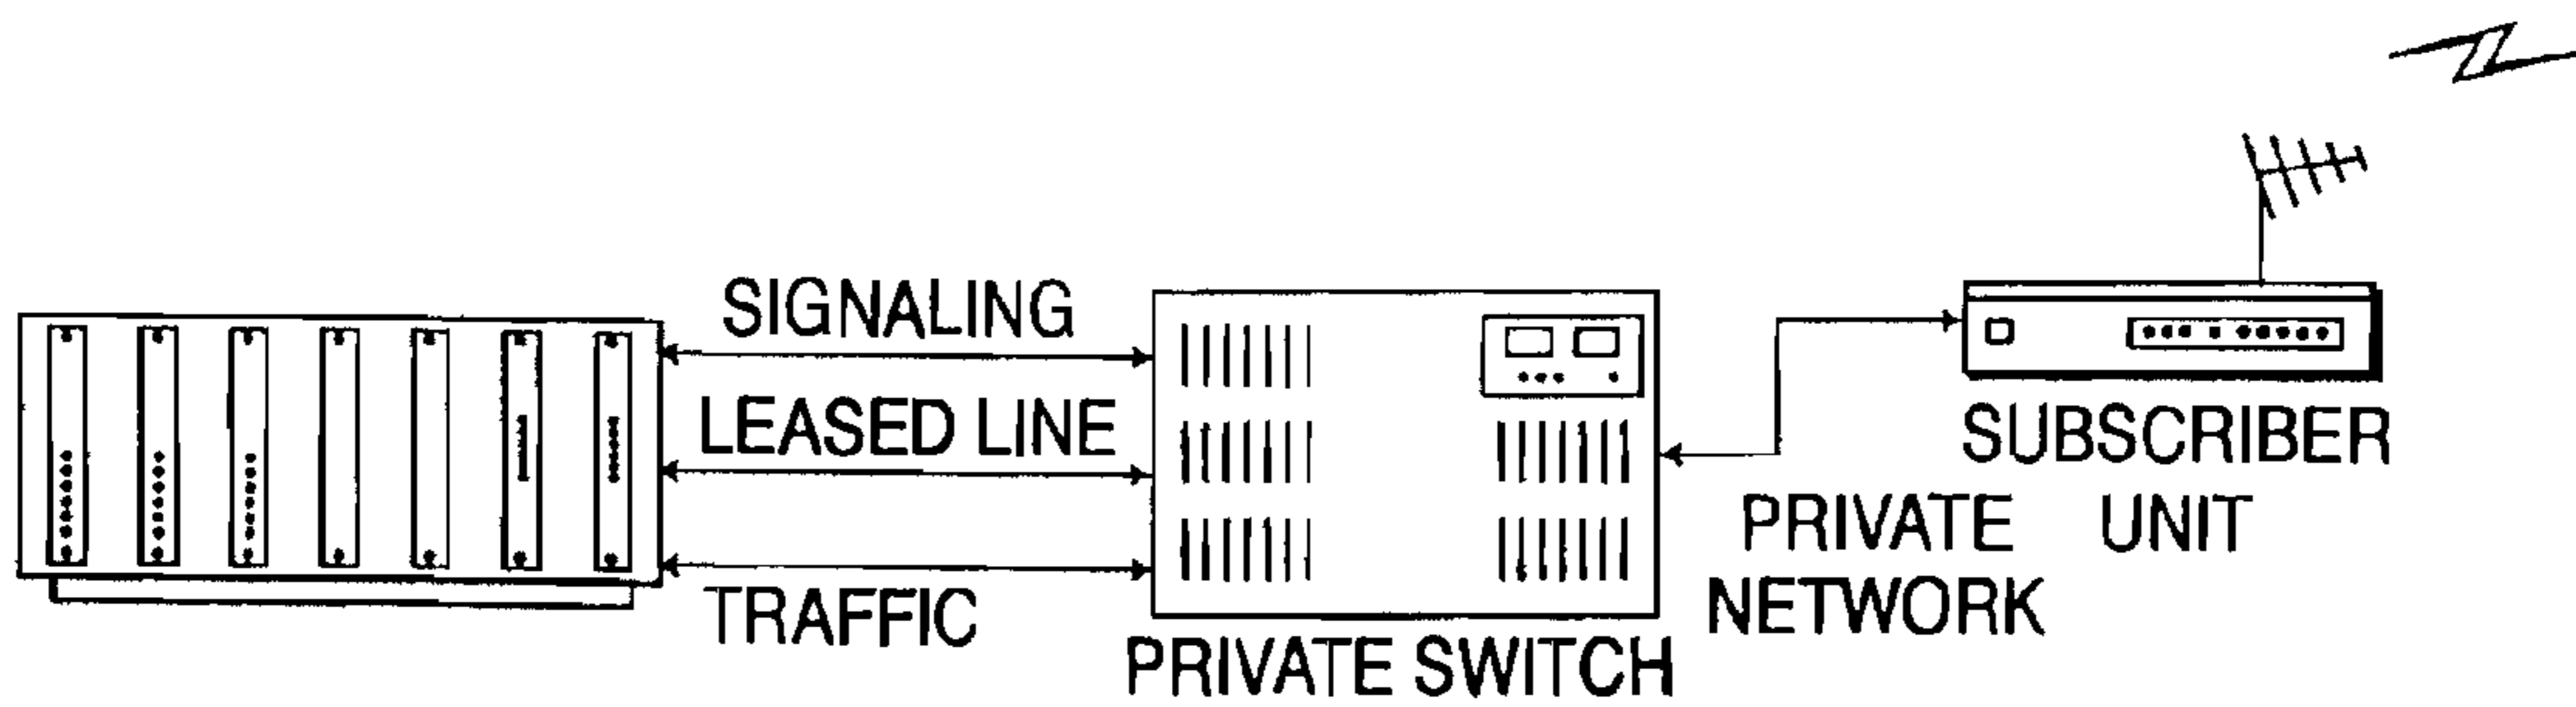 SIGNALING
LEASED LINE
TRAFFIC
PRIVATE SWITCH
PRIVATE
NETWORK
SUBSCRIBER
UNIT